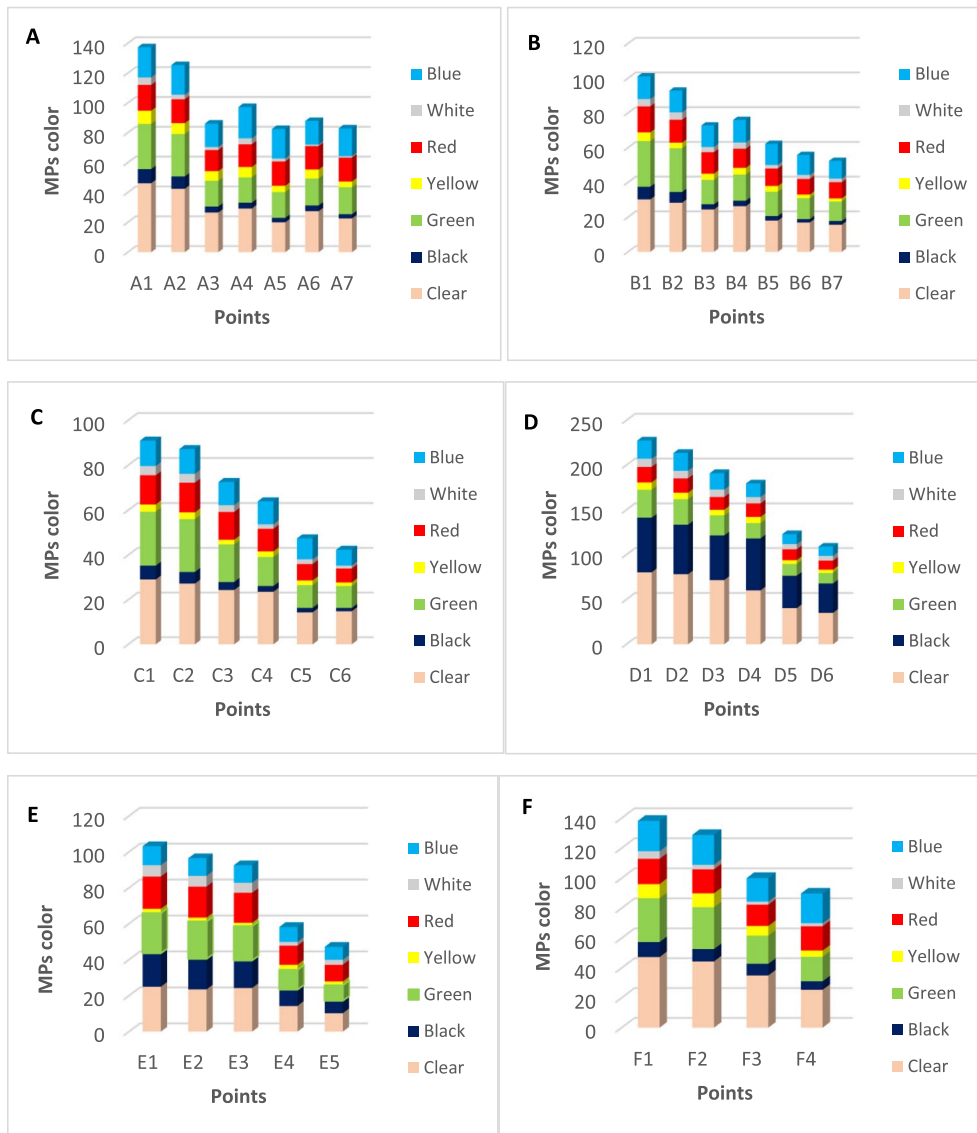 A
140
120
100
80
60
40
20
0
MPs color
A1 A2 A3 A4 A5 A6 A7
Points
Blue
White
Red
Yellow
Green
Black
Clear
B
120
100
80
60
40
20
0
MPs color
B1 B2 B3 B4 B5 B6 B7
Points
Blue
White
Red
Yellow
Green
Black
Clear
C
100
80
60
40
20
0
MPs color
C1 C2 C3 C4 C5 C6
Points
Blue
White
Red
Yellow
Green
Black
Clear
D
250
200
150
100
50
0
MPs color
D1 D2 D3 D4 D5 D6
Points
Blue
White
Red
Yellow
Green
Black
Clear
E
120
100
80
60
40
20
0
MPs color
E1 E2 E3 E4 E5
Points
Blue
White
Red
Yellow
Green
Black
Clear
F
140
120
100
80
60
40
20
0
MPs color
F1 F2 F3 F4
Points
Blue
White
Red
Yellow
Green
Black
Clear